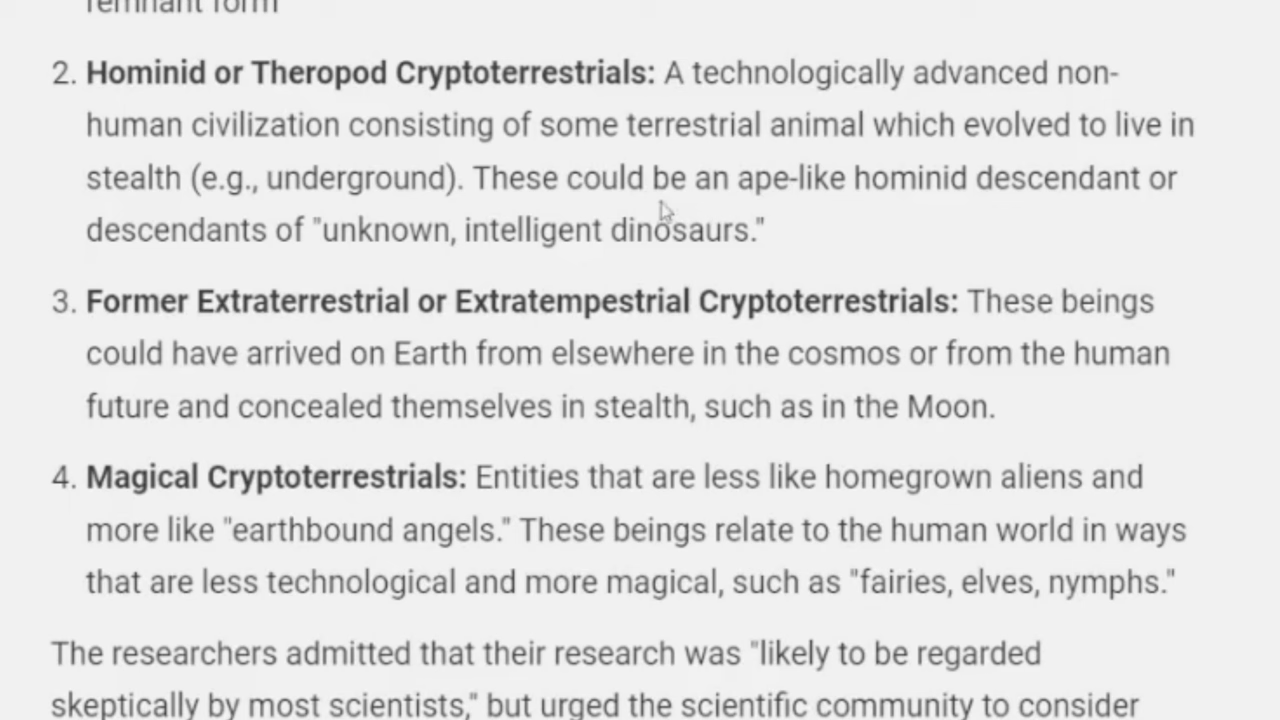 remnant form
2. Hominid or Theropod Cryptoterrestrials: A technologically advanced non-
human civilization consisting of some terrestrial animal which evolved to live in
stealth (e.g., underground). These could be an ape-like hominid descendant or
descendants of "unknown, intelligent dinosaurs."
3. Former Extraterrestrial or Extratempestrial Cryptoterrestrials: These beings
could have arrived on Earth from elsewhere in the cosmos or from the human
future and concealed themselves in stealth, such as in the Moon.
4. Magical Cryptoterrestrials: Entities that are less like homegrown aliens and
more like "earthbound angels." These beings relate to the human world in ways
that are less technological and more magical, such as "fairies, elves, nymphs."
The researchers admitted that their research was "likely to be regarded
skeptically by most scientists," but urged the scientific community to consider